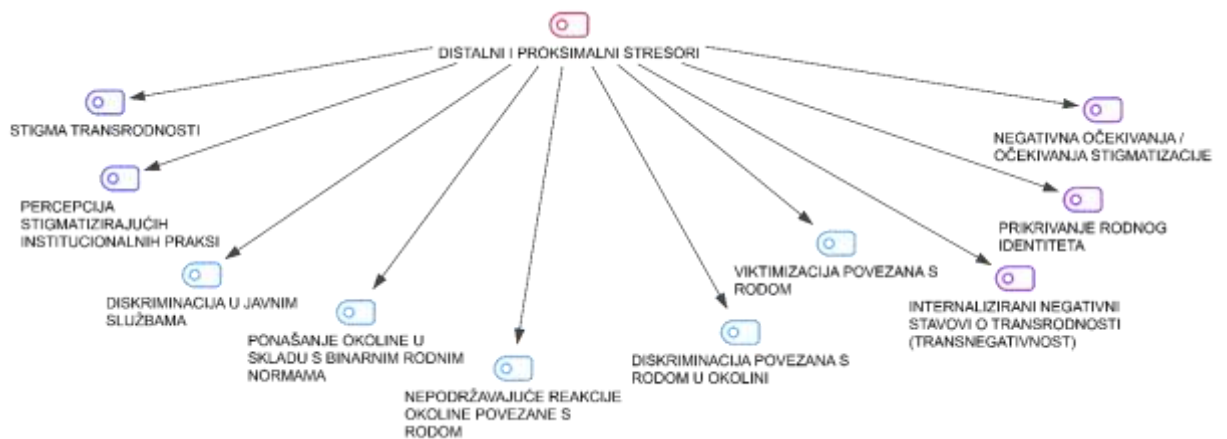 DISTALNI I PROKSIMALNI STRESORI
STIGMA TRANSRODNOSTI
PERCEPCIJA
STIGMATIZIRAJUĆIH
INSTITUCIONALNIH PRAKSI
DISKRIMINACIJA U JAVNIM
SLUŽBAMA
PONAŠANJE OKOLINE U
SKLADU S BINARNIM RODNIM
NORMAMA
NEPODRŽAVAJUĆE REAKCIJE
OKOLINE POVEZANE S
RODOM
DISKRIMINACIJA POVEZANA S
RODOM U OKOLINI
VIKTIMIZACIJA POVEZANA S
RODOM
INTERNALIZIRANI NEGATIVNI
STAVOVI O TRANSRODNOSTI
(TRANSNEGATIVNOST)
PRIKRIVANJE RODNOG
IDENTITETA
NEGATIVNA OČEKIVANJA /
OČEKIVANJA STIGMATIZACIJE